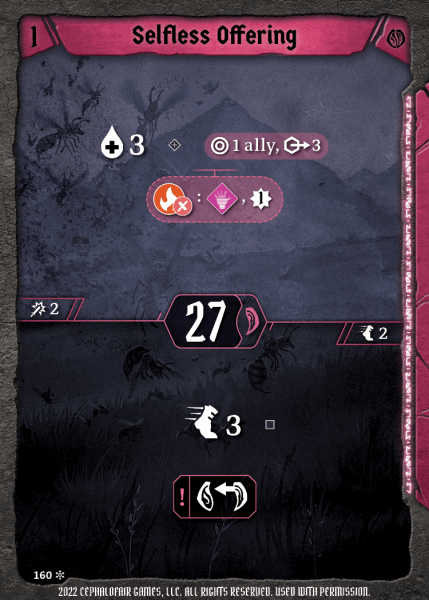 1 Selfless Offering
3 1 ally, 3
: , 1
2
27
2
3
!
160
2022 CEPHALOFAIR GAMES, LLC. ALL RIGHTS RESERVED. USED WITH PERMISSION.